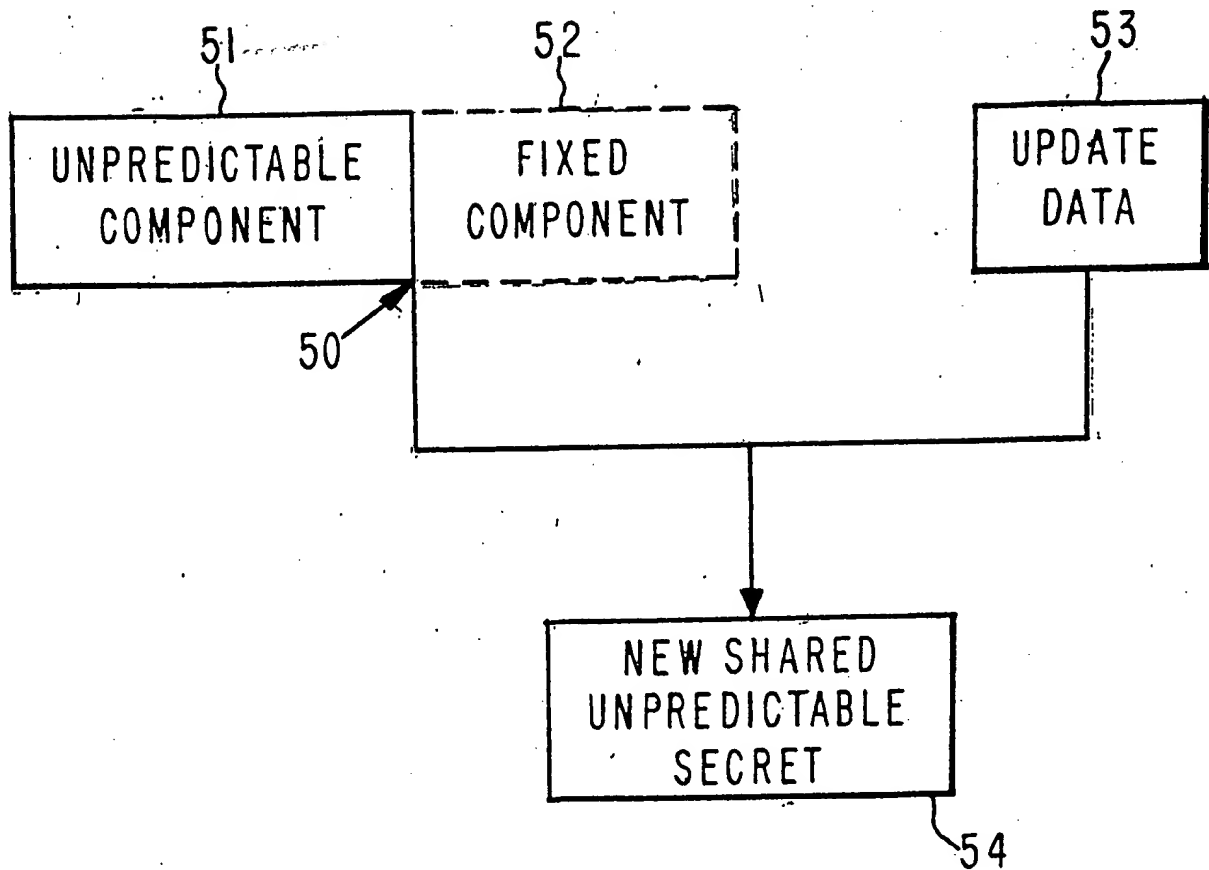 51
52
53
UNPREDICTABLE
COMPONENT
FIXED
COMPONENT
UPDATE
DATA
50
NEW SHARED
UNPREDICTABLE
SECRET
54